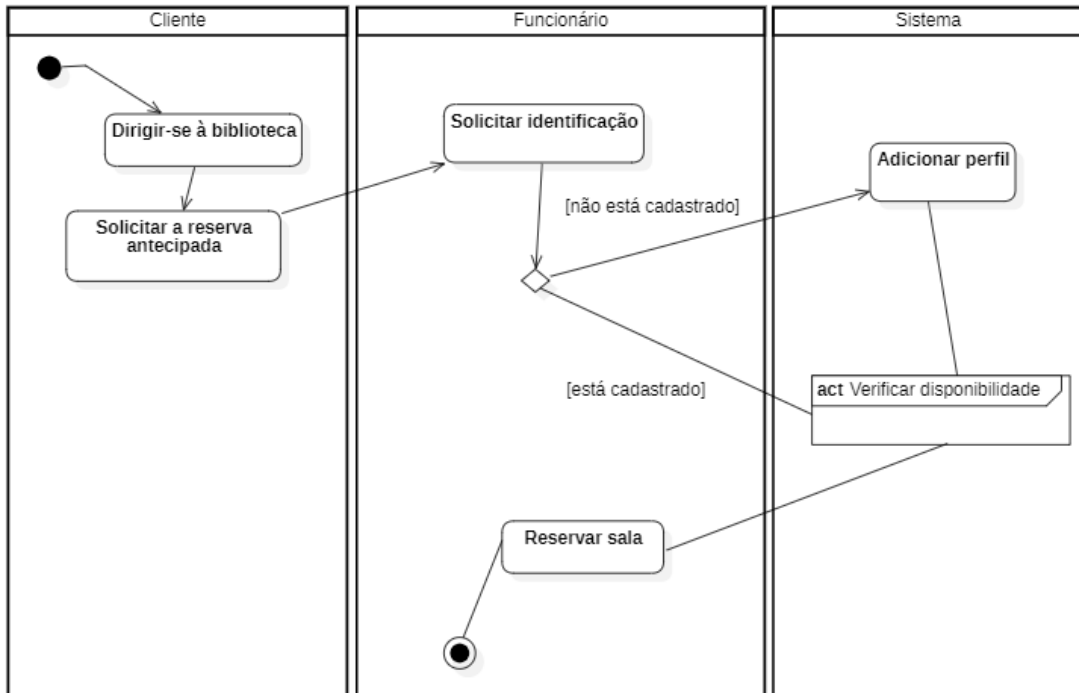 Cliente
Funcionário
Sistema
Dirigir-se à biblioteca
Solicitar identificação
Adicionar perfil
Solicitar a reserva
antecipada
[não está cadastrado]
[está cadastrado]
act Verificar disponibilidade
Reservar sala